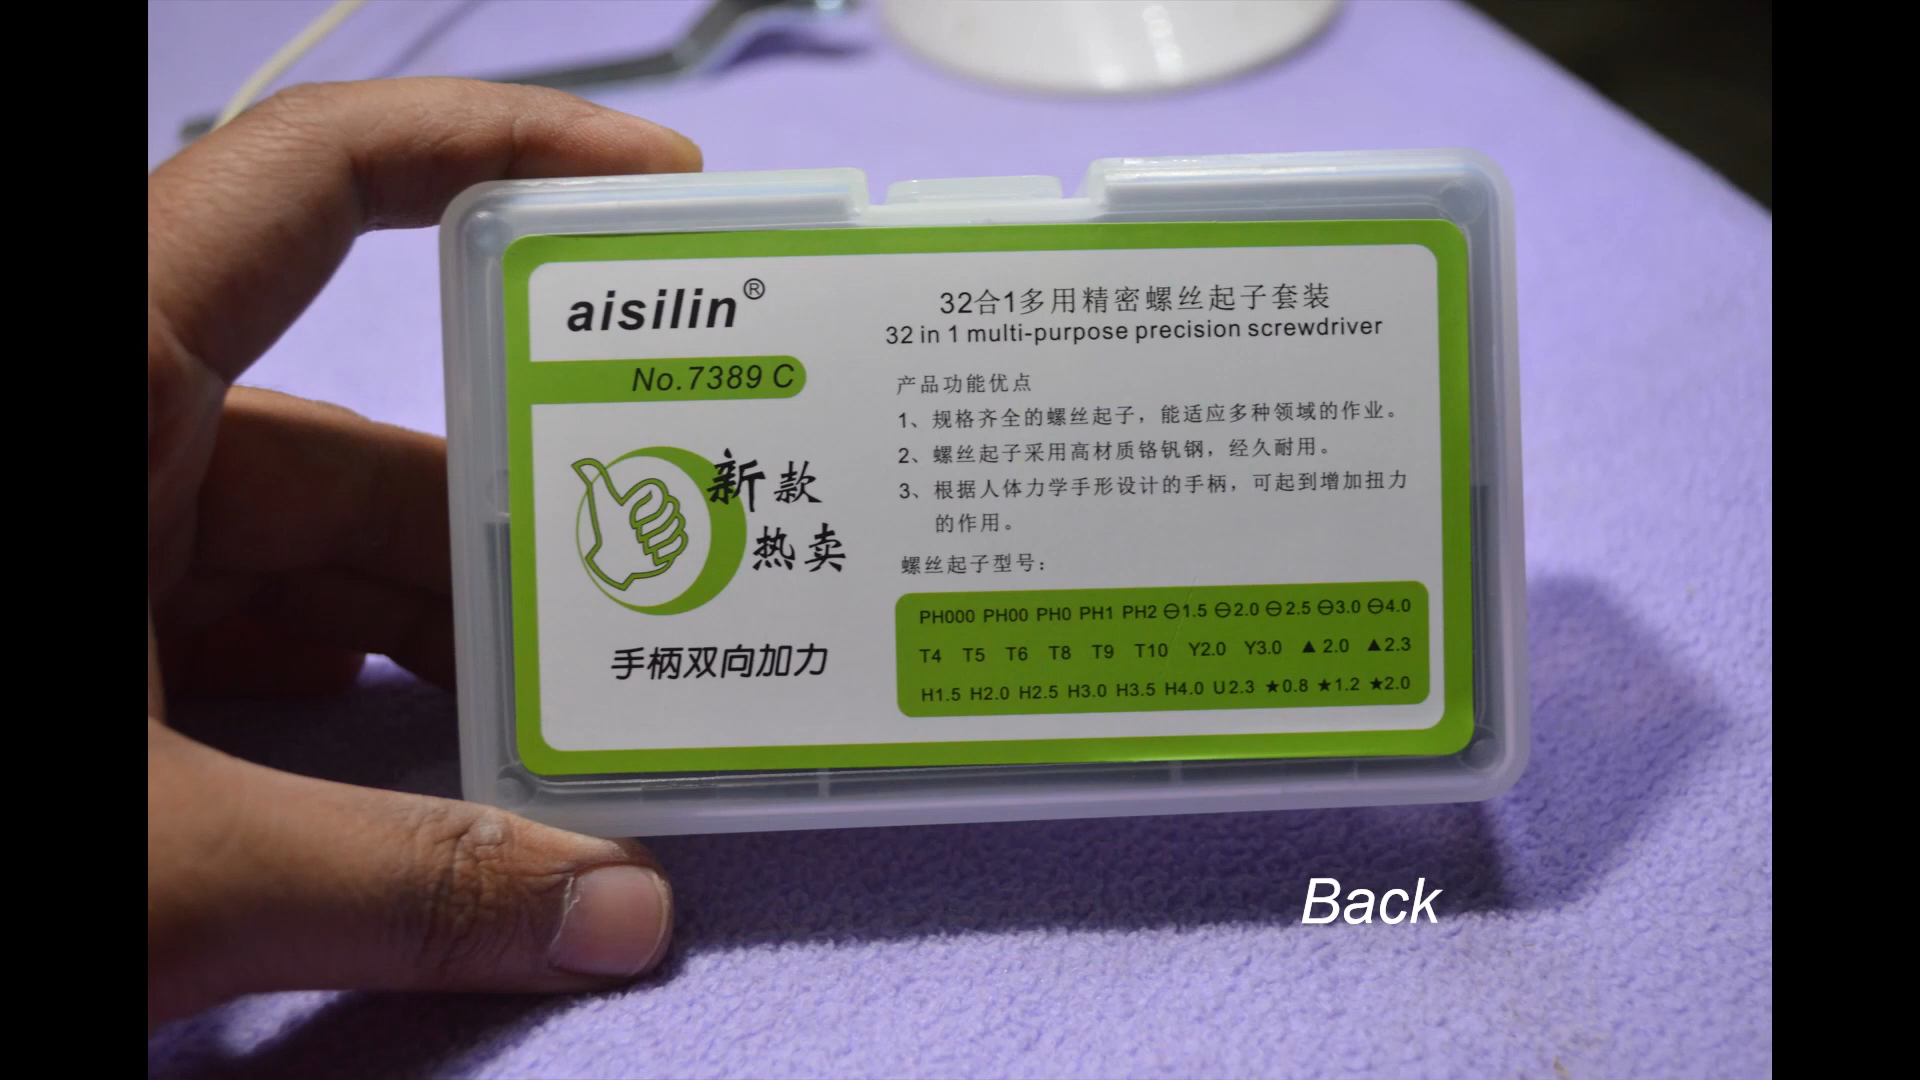 aisilin®
No.7389 C
新款
热卖
手柄双向加力
32合1多用精密螺丝起子套装
32 in 1 multi-purpose precision screwdriver
产品功能优点
1、规格齐全的螺丝起子，能适应多种领域的作业。
2、螺丝起子采用高材质铬钒钢，经久耐用。
3、根据人体力学手形设计的手柄，可起到增加扭力
的作用。
螺丝起子型号：
PH000 PH00 PH0 PH1 PH2 ⊖1.5 ⊖2.0 ⊖2.5 ⊖3.0 ⊖4.0
T4 T5 T6 T8 T9 T10 Y2.0 Y3.0 ▲2.0 ▲2.3
H1.5 H2.0 H2.5 H3.0 H3.5 H4.0 U2.3 ★0.8 ★1.2 ★2.0
Back